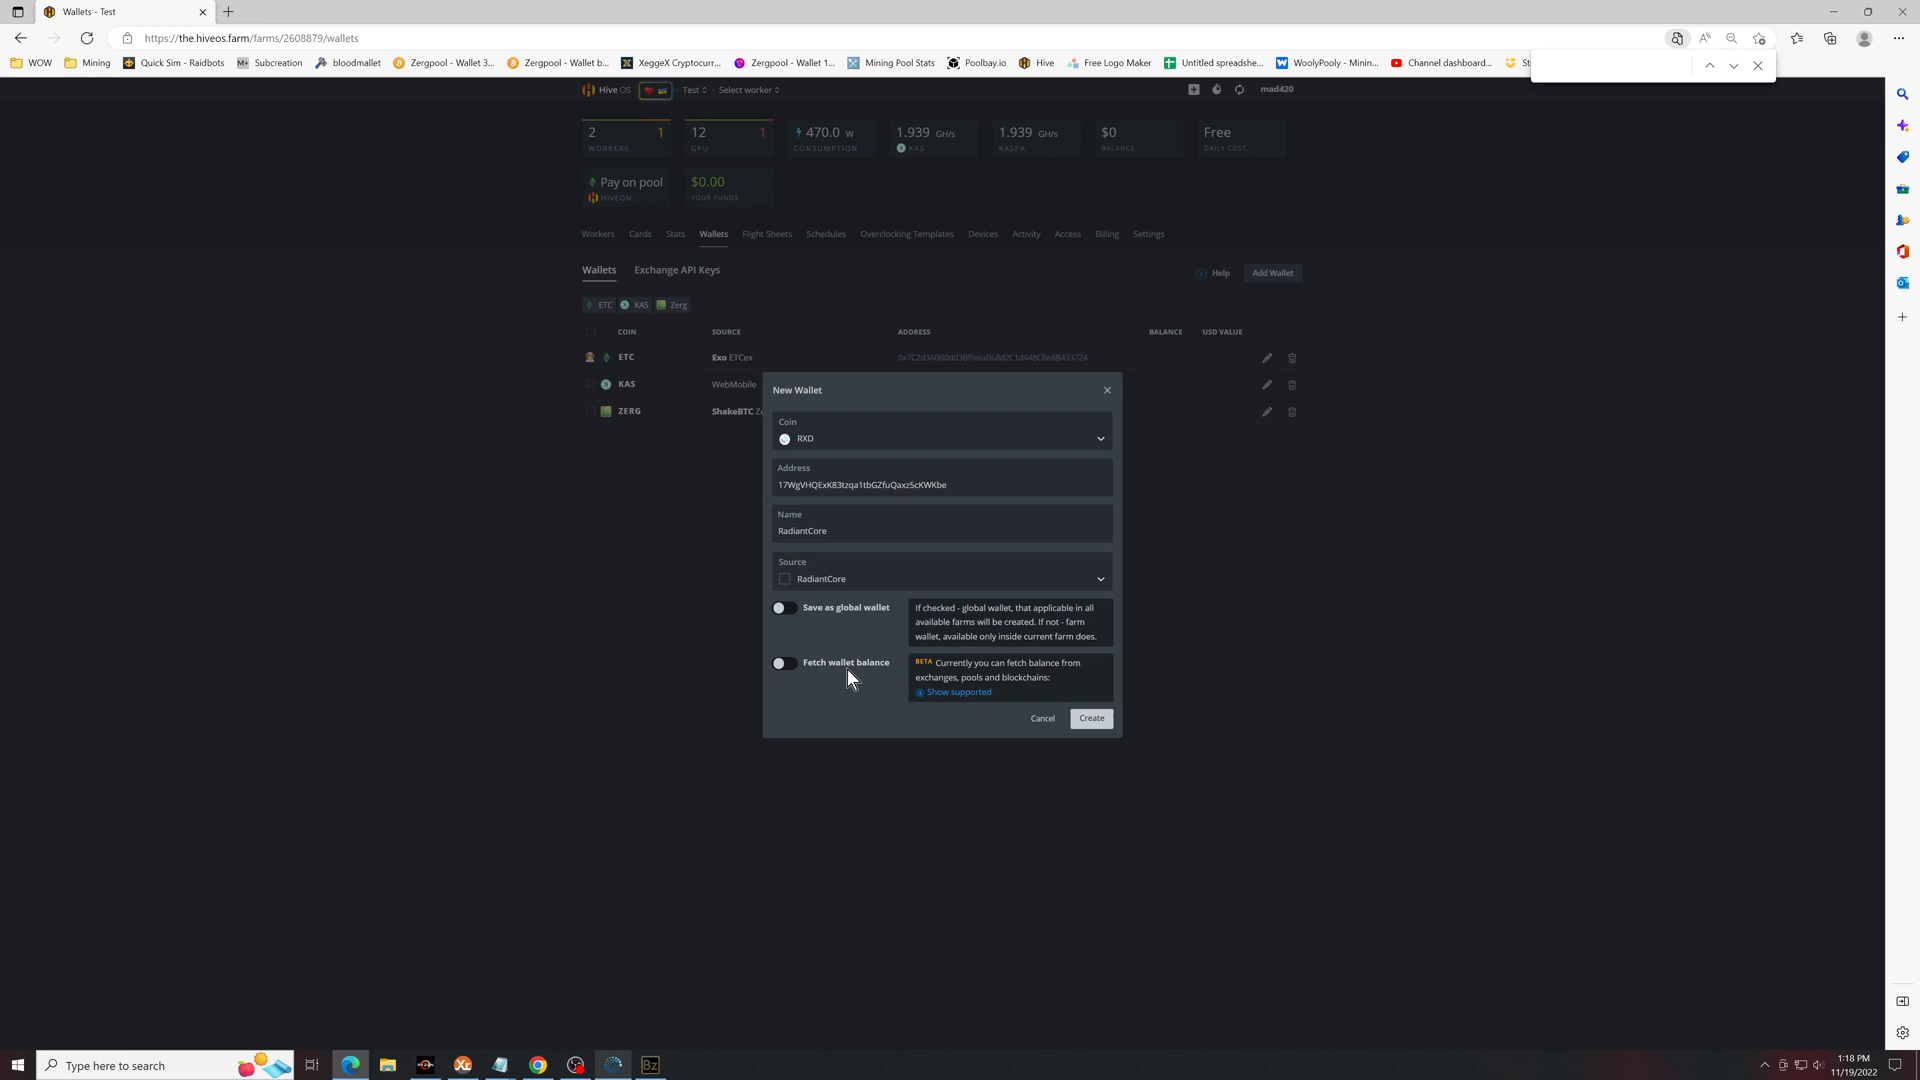 Wallets - Test
https://the.hiveos.farm/farms/2608879/wallets
WOW
Mining
Quick Sim - Raidbots
M+ Subcreation
bloodmallet
Zergpool - Wallet 3...
Zergpool - Wallet b...
XeggeX Cryptocurr...
Zergpool - Wallet 1...
Mining Pool Stats
Poolbay.io
Hive
Free Logo Maker
Untitled spreadshe...
WoolyPooly - Minin...
Channel dashboard...
St
Hive OS
Test
Select worker
mad420
2 1
WORKERS
12 1
GPU
470.0 W
CONSUMPTION
1.939 GH/s
KAS
1.939 GH/s
KASPA
$0
BALANCE
Free
DAILY COST
Pay on pool
HIVEON
$0.00
YOUR FUNDS
Workers Cards Stats Wallets Flight Sheets Schedules Overclocking Templates Devices Activity Access Billing Settings
Wallets Exchange API Keys
Help
Add Wallet
ETC KAS Zerg
COIN SOURCE ADDRESS BALANCE USD VALUE
ETC Exo ETCex
KAS WebMobile
ZERG ShakeBTC Z
New Wallet
Coin
RXD
Address
17WgVHQExK83tzqa1tbGZfuQaxz5cKWKbe
Name
RadiantCore
Source
RadiantCore
Save as global wallet
If checked - global wallet, that applicable in all
available farms will be created. If not - farm
wallet, available only inside current farm does.
Fetch wallet balance
BETA Currently you can fetch balance from
exchanges, pools and blockchains:
Show supported
Cancel
Create
Type here to search
Bz
1:18 PM
11/19/2022